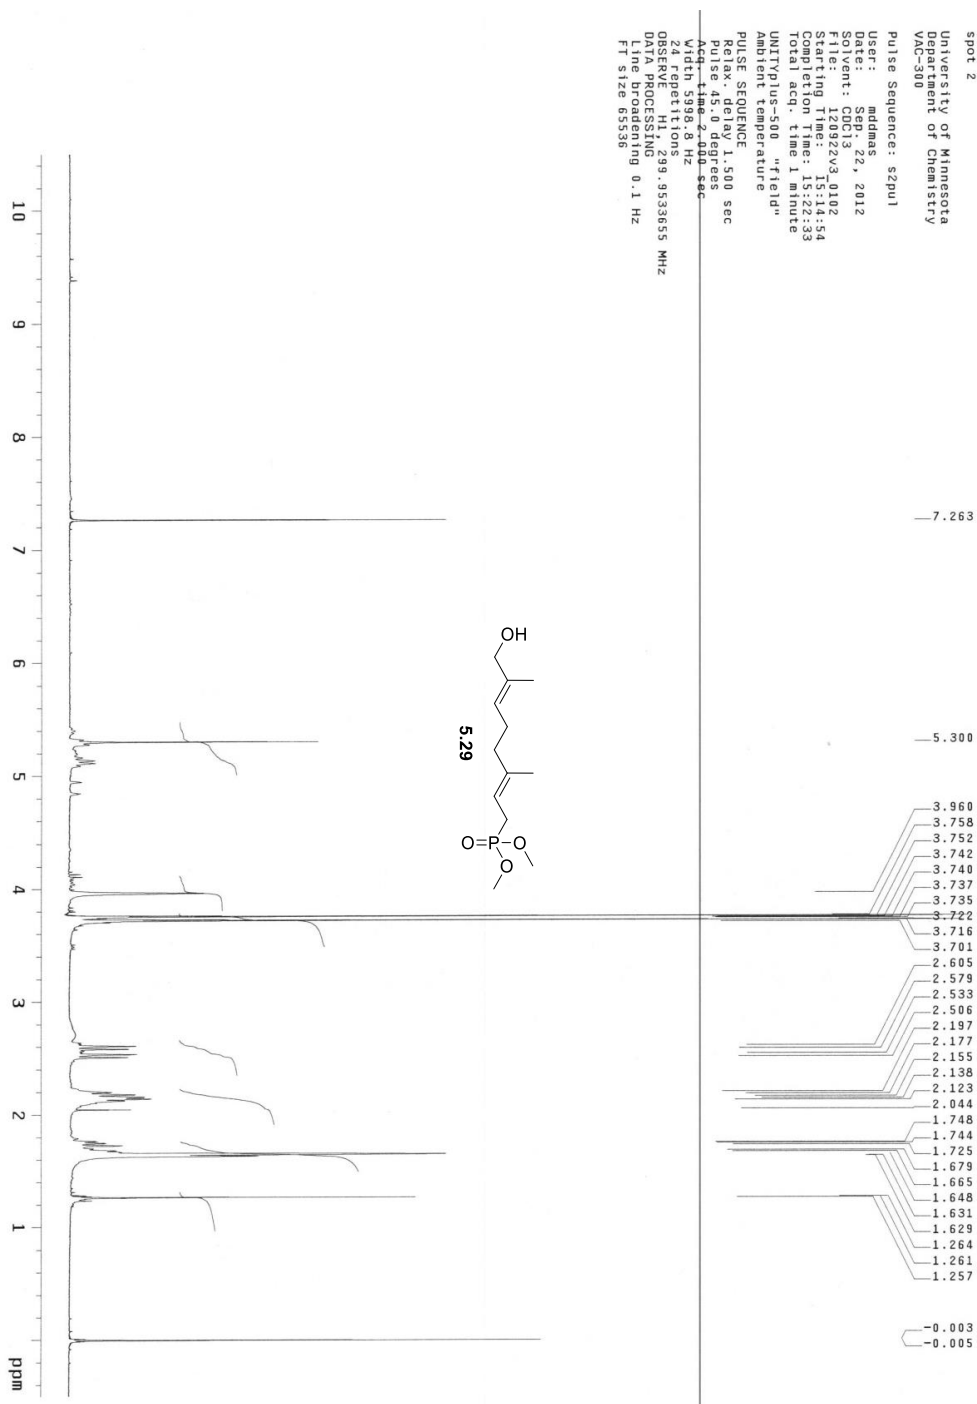 spot 2
University of Minnesota
Department of Chemistry
VAC-300
Pulse Sequence: s2pul
User: mddmas
Date: Sep. 22, 2012
Solvent: CDCl3
File: 120922v3_0102
Starting Time: 15:14:54
Completion Time: 15:22:33
Total acq. time 1 minute
UNITYplus-500 "field"
Ambient temperature
PULSE SEQUENCE
Relax. delay 1.500 sec
Pulse 45.0 degrees
Acq. time 2.000 sec
Width 5998.8 Hz
24 repetitions
OBSERVE H1, 299.9533655 MHz
DATA PROCESSING
Line broadening 0.1 Hz
FT size 65536
7.263
5.300
3.960
3.758
3.752
3.742
3.740
3.737
3.735
3.722
3.716
3.701
2.605
2.579
2.533
2.506
2.197
2.177
2.155
2.138
2.123
2.044
1.748
1.744
1.725
1.679
1.665
1.648
1.631
1.629
1.264
1.261
1.257
-0.003
-0.005
OH
O=P-O
O
5.29
10 9 8 7 6 5 4 3 2 1 ppm